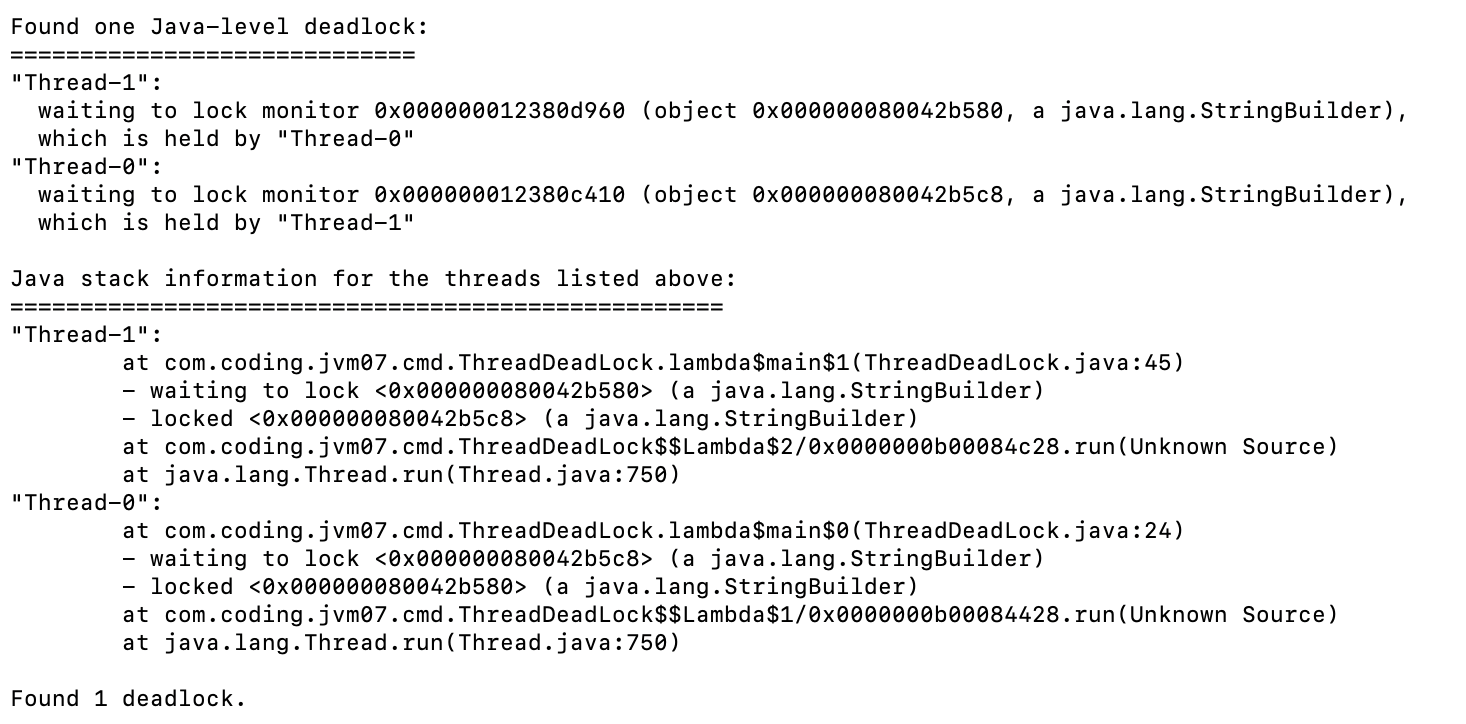 Found one Java-level deadlock:
=============================
"Thread-1":
  waiting to lock monitor 0x000000012380d960 (object 0x000000080042b580, a java.lang.StringBuilder),
  which is held by "Thread-0"
"Thread-0":
  waiting to lock monitor 0x000000012380c410 (object 0x000000080042b5c8, a java.lang.StringBuilder),
  which is held by "Thread-1"

Java stack information for the threads listed above:
===================================================
"Thread-1":
        at com.coding.jvm07.cmd.ThreadDeadLock.lambda$main$1(ThreadDeadLock.java:45)
        - waiting to lock <0x000000080042b580> (a java.lang.StringBuilder)
        - locked <0x000000080042b5c8> (a java.lang.StringBuilder)
        at com.coding.jvm07.cmd.ThreadDeadLock$$Lambda$2/0x0000000b00084c28.run(Unknown Source)
        at java.lang.Thread.run(Thread.java:750)
"Thread-0":
        at com.coding.jvm07.cmd.ThreadDeadLock.lambda$main$0(ThreadDeadLock.java:24)
        - waiting to lock <0x000000080042b5c8> (a java.lang.StringBuilder)
        - locked <0x000000080042b580> (a java.lang.StringBuilder)
        at com.coding.jvm07.cmd.ThreadDeadLock$$Lambda$1/0x0000000b00084428.run(Unknown Source)
        at java.lang.Thread.run(Thread.java:750)

Found 1 deadlock.